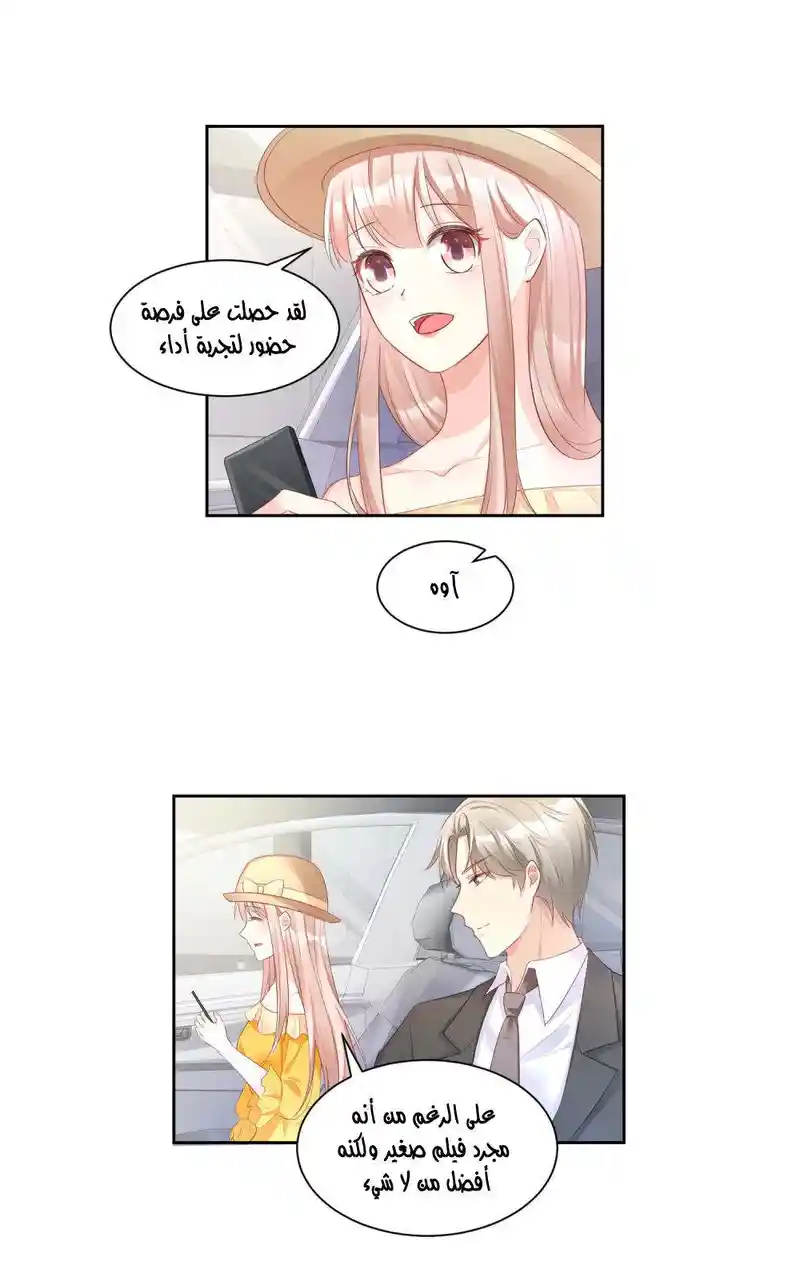 لقد حصلت على فرصة
حضور لتجربة أداء
آوه
على الرغم من أنه
مجرد فيلم صغير ولكنه
أفضل من لا شيء